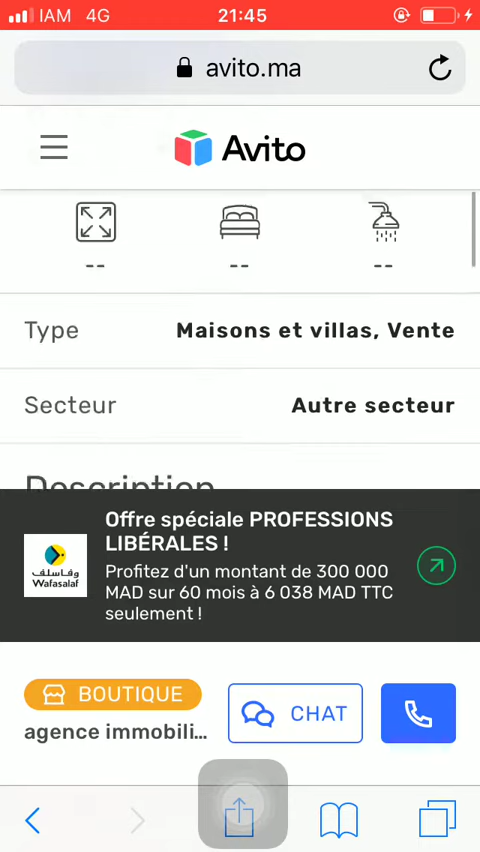 IAM 4G 21:45
avito.ma
Avito
-- -- --
Type Maisons et villas, Vente
Secteur Autre secteur
Description
Offre spéciale PROFESSIONS
LIBÉRALES !
Profitez d'un montant de 300 000
MAD sur 60 mois à 6 038 MAD TTC
seulement !
وفاسلف
Wafasalaf
BOUTIQUE
agence immobili...
CHAT